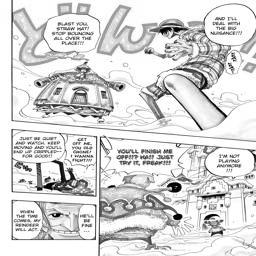 BLAST YOU,
STRAW HAT!
STOP BOUNCING
ALL OVER THE
PLACE!!!
AND I'LL
DEAL WITH
THE BIG
NUISANCE!!!
JUST BE QUIET
AND WATCH. KEEP
MOVING AND YOU'LL
END UP CRIPPLED--
FOR GOOD!!
GET
OFF ME,
YOU OLD
I WANNA
FIGHT!!!
WHEN THE
TIME COMES, MY
REINDEER
WILL ACT.
HE'LL
BE
FINE
YOU'LL FINISH ME
OFF!!? HA!! JUST
TRY IT, FREAK!!!
I'M NOT
PLAYING
ANYMORE
!!!